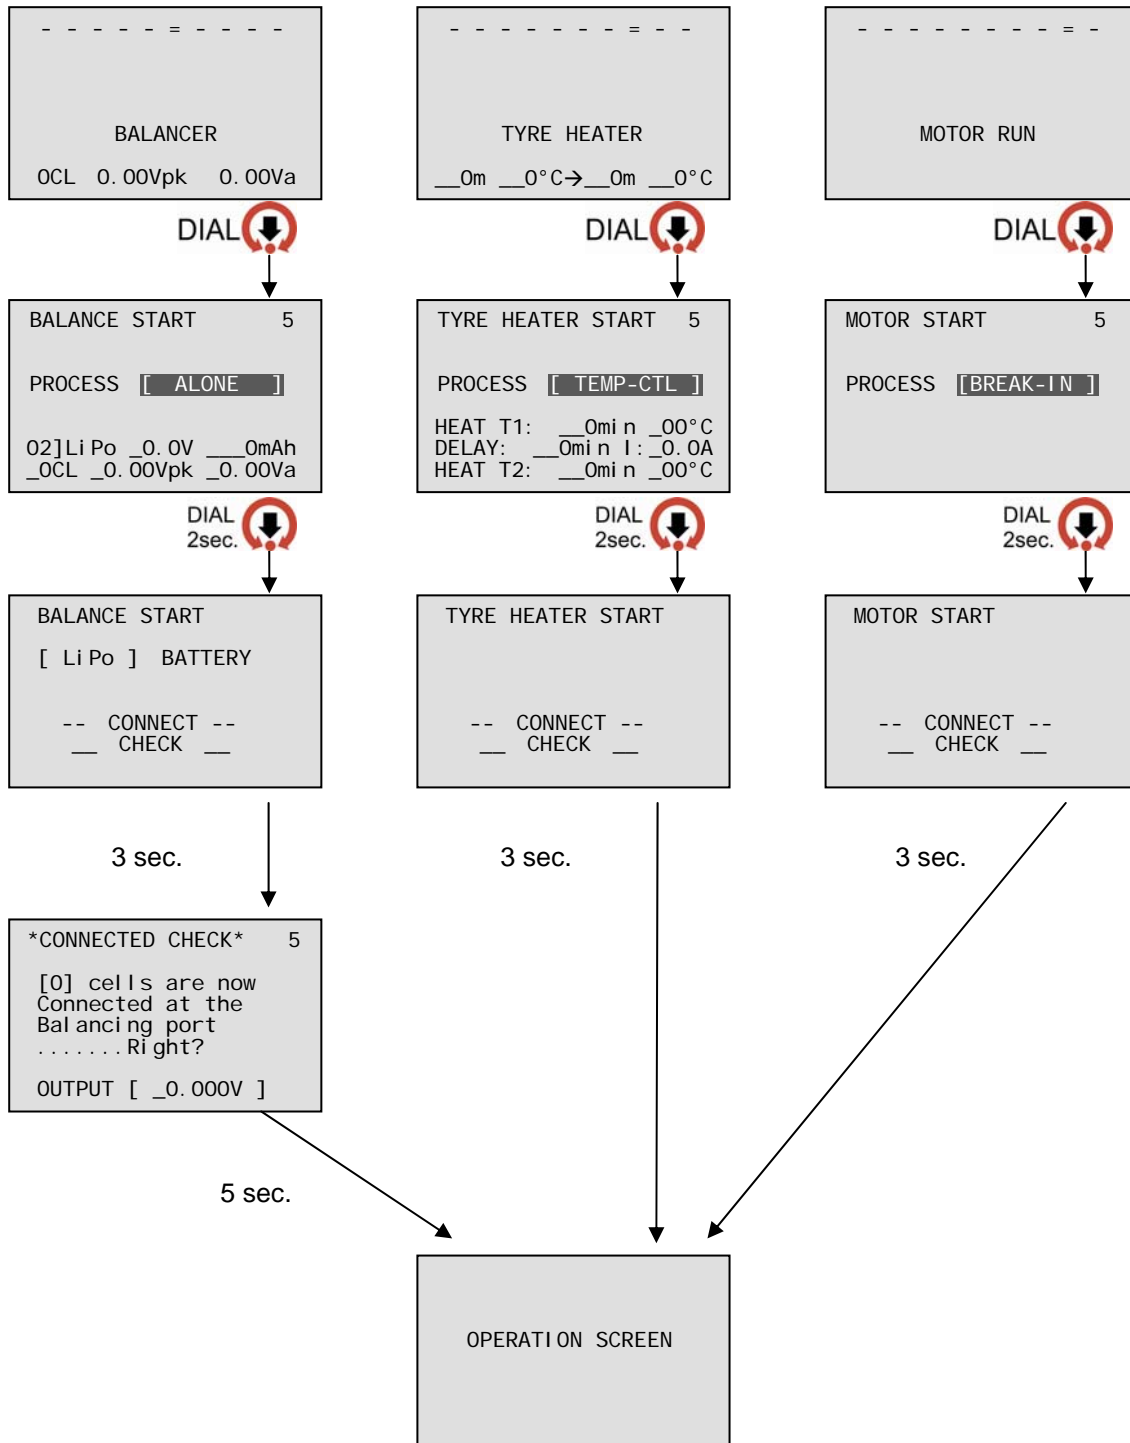 - - - - - = - - - -
BALANCER
0CL 0.00Vpk 0.00Va
- - - - - - - = - -
TYRE HEATER
__0m __0°C→__0m __0°C
- - - - - - - - = -
MOTOR RUN
DIAL
DIAL
DIAL
BALANCE START 5
PROCESS [ ALONE ]
02]LiPo _0.0V ___0mAh
_0CL _0.00Vpk _0.00Va
TYRE HEATER START 5
PROCESS [ TEMP-CTL ]
HEAT T1: __0min _00°C
DELAY: __0min I:_0.0A
HEAT T2: __0min _00°C
MOTOR START 5
PROCESS [BREAK-IN ]
DIAL
2sec.
DIAL
2sec.
DIAL
2sec.
BALANCE START
[ LiPo ] BATTERY
-- CONNECT --
__ CHECK __
TYRE HEATER START
-- CONNECT --
__ CHECK __
MOTOR START
-- CONNECT --
__ CHECK __
3 sec.
3 sec.
3 sec.
*CONNECTED CHECK* 5
[0] cells are now
Connected at the
Balancing port
.......Right?
OUTPUT [ _0.000V ]
5 sec.
OPERATION SCREEN